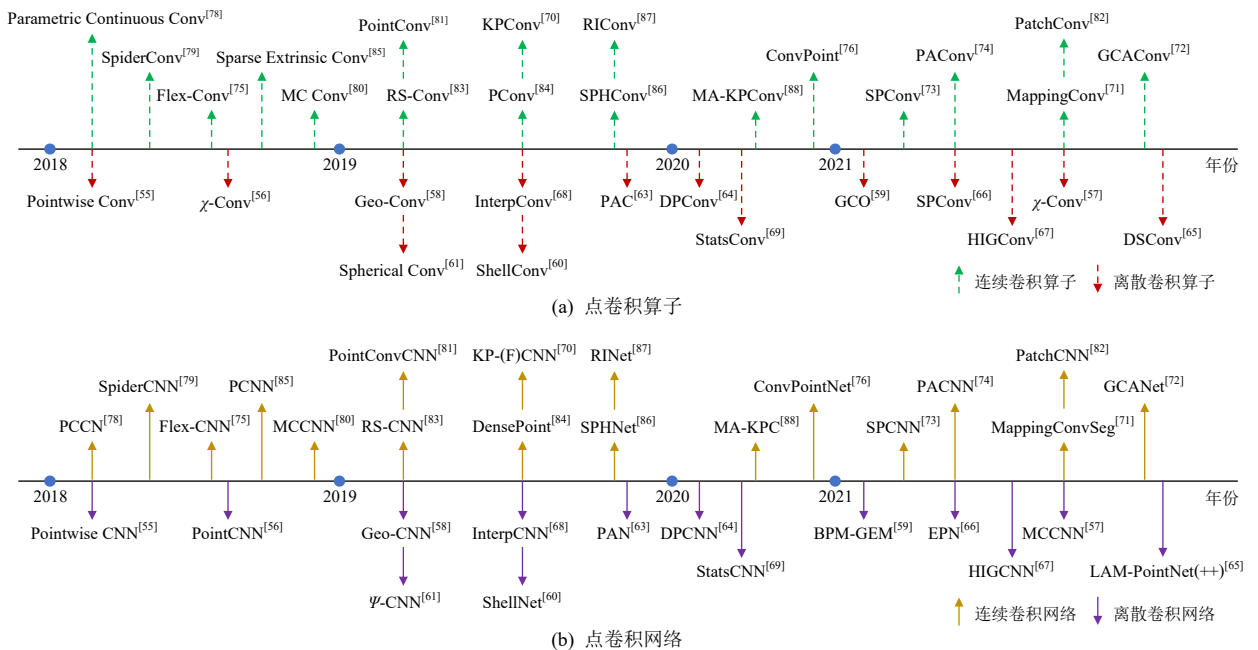 Parametric Continuous Conv[78]
PointConv[81] KPConv[70] RIConv[87] PatchConv[82]
SpiderConv[79] Sparse Extrinsic Conv[85] ConvPoint[76] PAConv[74] GCAConv[72]
Flex-Conv[75] MC Conv[80] RS-Conv[83] PConv[84] SPHConv[86] MA-KPConv[88] SPConv[73] MappingConv[71]
2018 2019 2020 2021 年份
Pointwise Conv[55] χ-Conv[56] Geo-Conv[58] InterpConv[68] PAC[63] DPConv[64] GCO[59] SPConv[66] χ-Conv[57]
StatsConv[69] HIGConv[67] DSConv[65]
Spherical Conv[61] ShellConv[60] 连续卷积算子 离散卷积算子
(a) 点卷积算子
PointConvCNN[81] KP-(F)CNN[70] RINet[87] PatchCNN[82]
SpiderCNN[79] PCNN[85] ConvPointNet[76] PACNN[74] GCANet[72]
PCCN[78] Flex-CNN[75] MCCNN[80] RS-CNN[83] DensePoint[84] SPHNet[86] MA-KPC[88] SPCNN[73] MappingConvSeg[71]
2018 2019 2020 2021 年份
Pointwise CNN[55] PointCNN[56] Geo-CNN[58] InterpCNN[68] PAN[63] DPCNN[64] BPM-GEM[59] EPN[66] MCCNN[57]
StatsCNN[69] HIGCNN[67] LAM-PointNet(++)[65]
Ψ-CNN[61] ShellNet[60] 连续卷积网络 离散卷积网络
(b) 点卷积网络